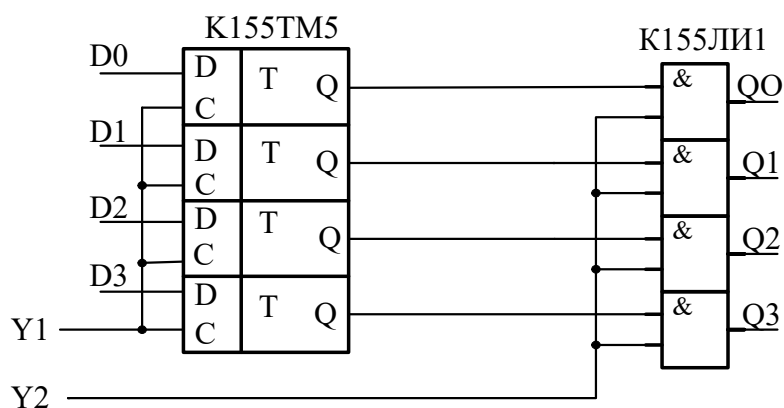 К155ТМ5
К155ЛИ1
D0
D T Q
C
& QO
D1
D T Q
C
& Q1
D2
D T Q
C
& Q2
D3
D T Q
C
& Q3
Y1
Y2